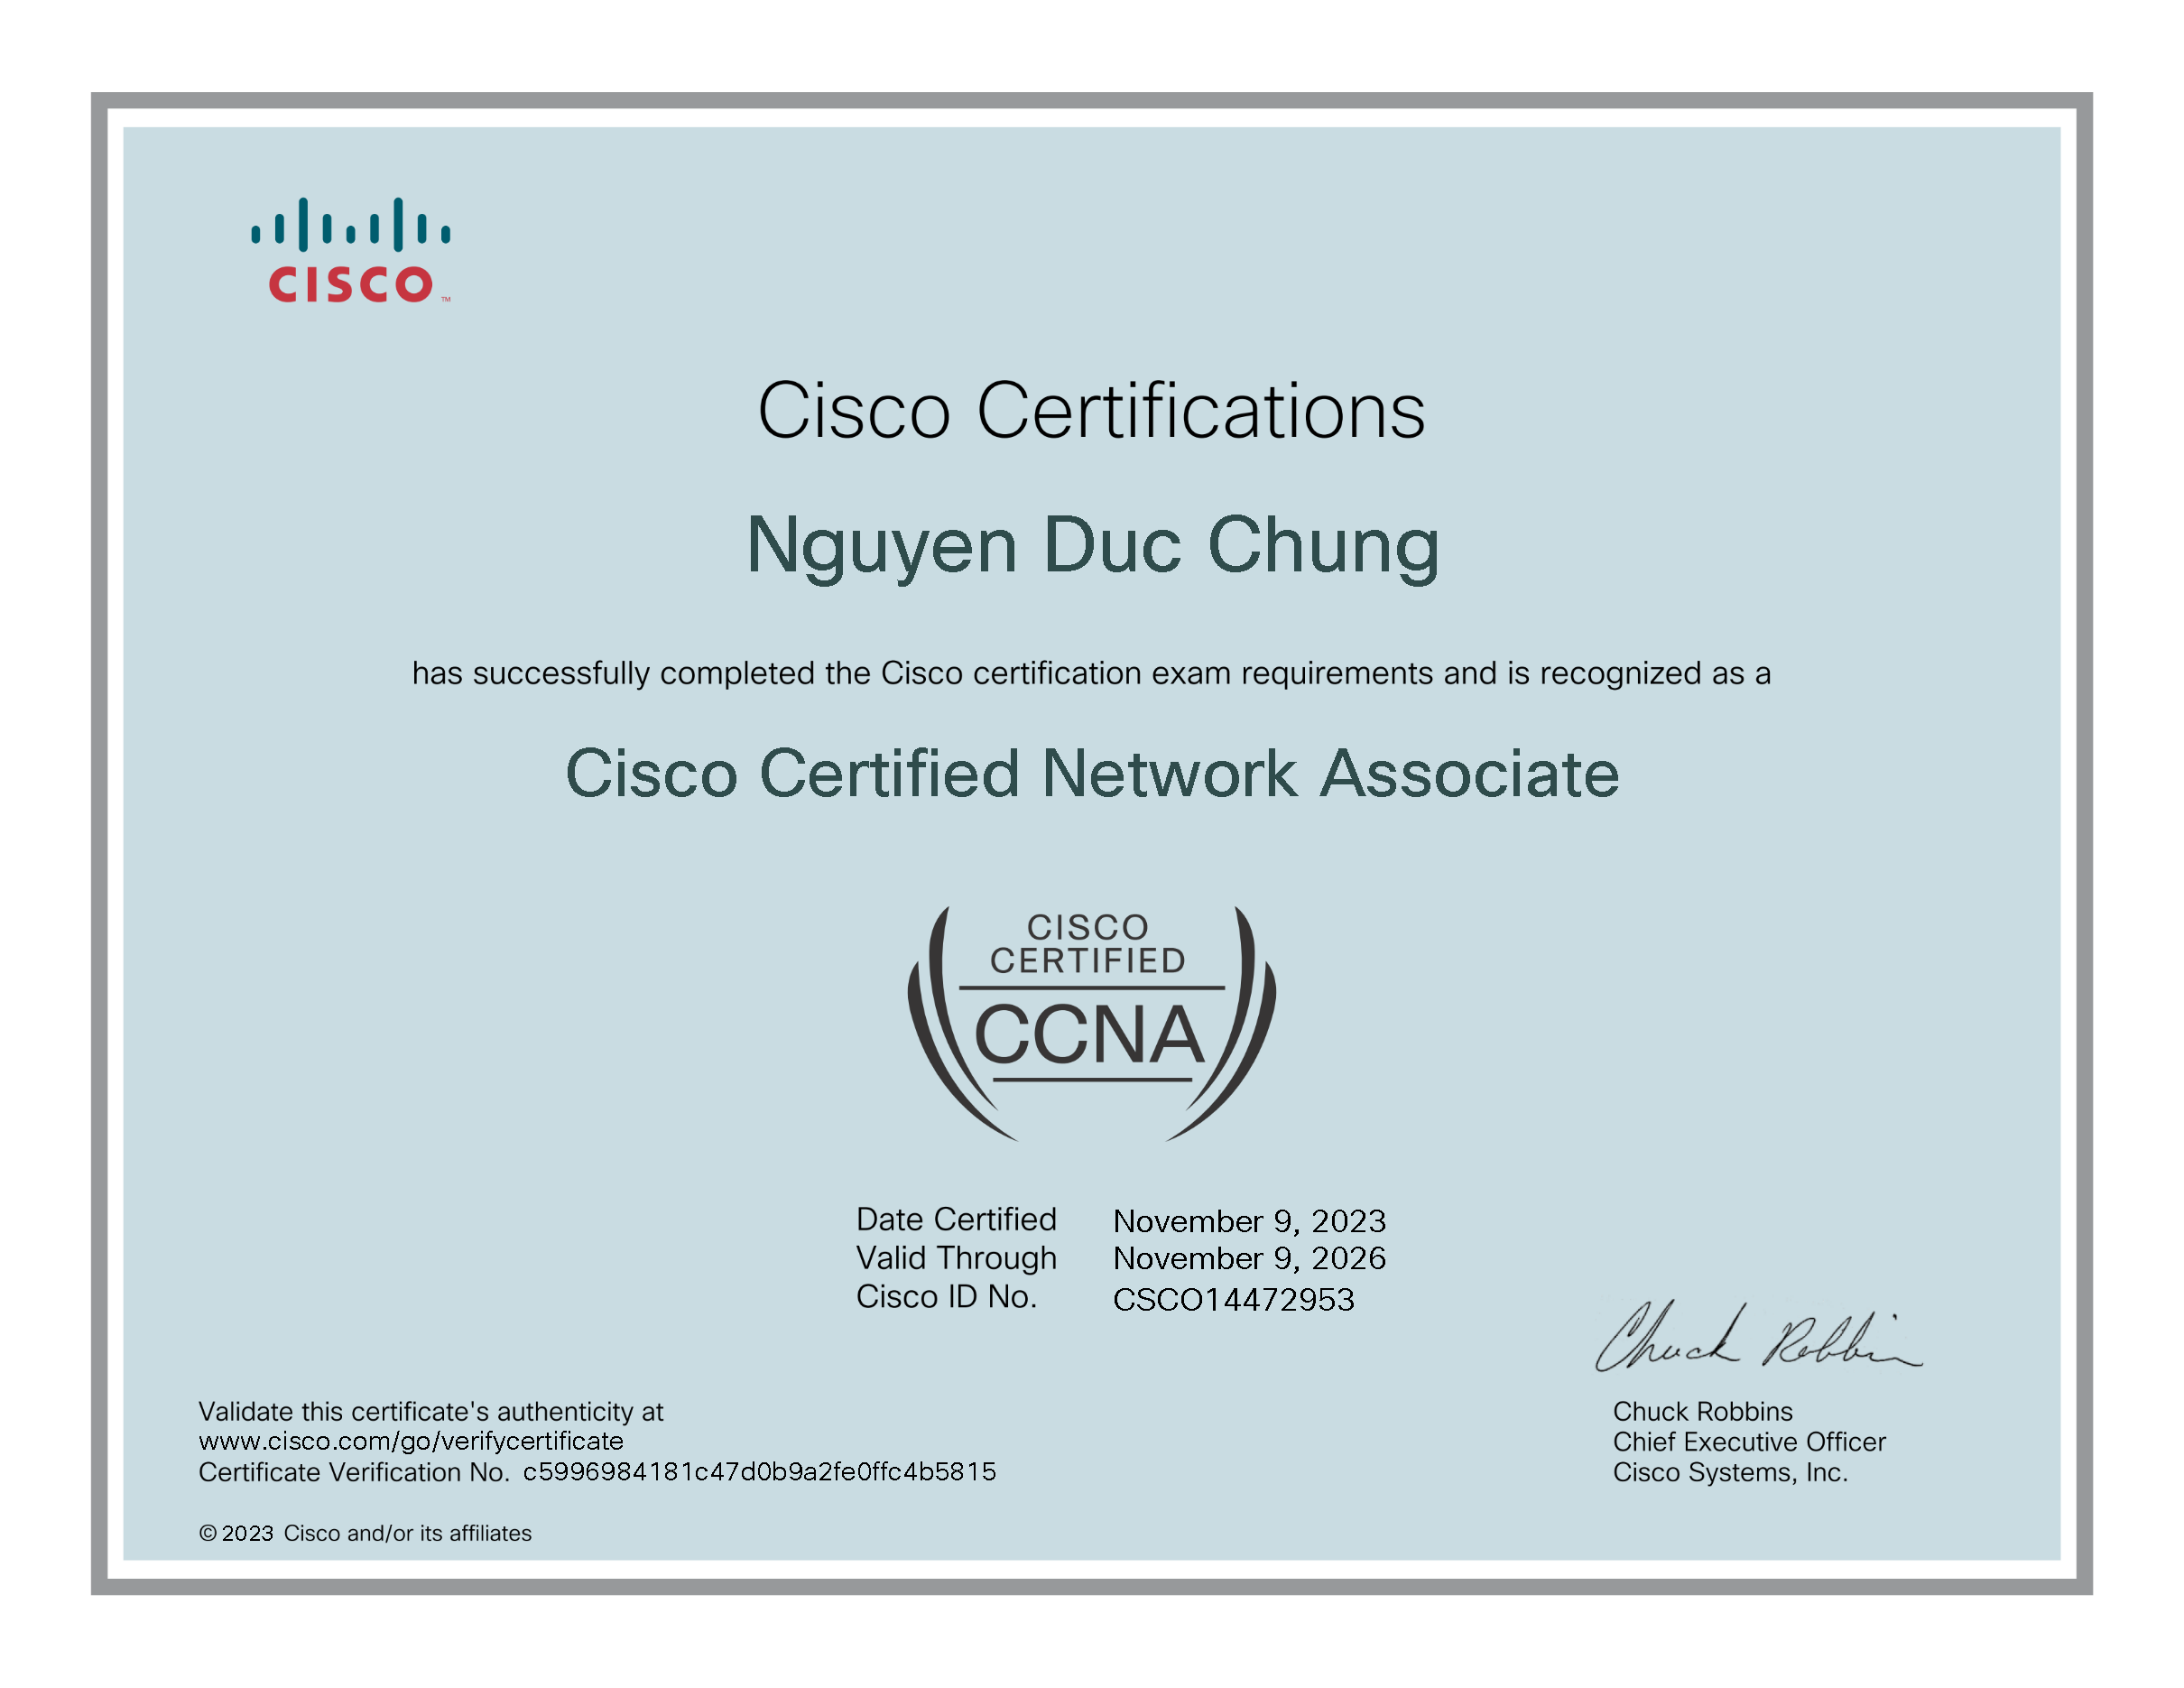 CISCO ™
Cisco Certifications
Nguyen Duc Chung
has successfully completed the Cisco certification exam requirements and is recognized as a
Cisco Certified Network Associate
CISCO
CERTIFIED
CCNA
Date Certified November 9, 2023
Valid Through November 9, 2026
Cisco ID No. CSCO14472953
Chuck Robbins
Validate this certificate's authenticity at
www.cisco.com/go/verifycertificate
Certificate Verification No. c5996984181c47d0b9a2fe0ffc4b5815
Chuck Robbins
Chief Executive Officer
Cisco Systems, Inc.
© 2023 Cisco and/or its affiliates